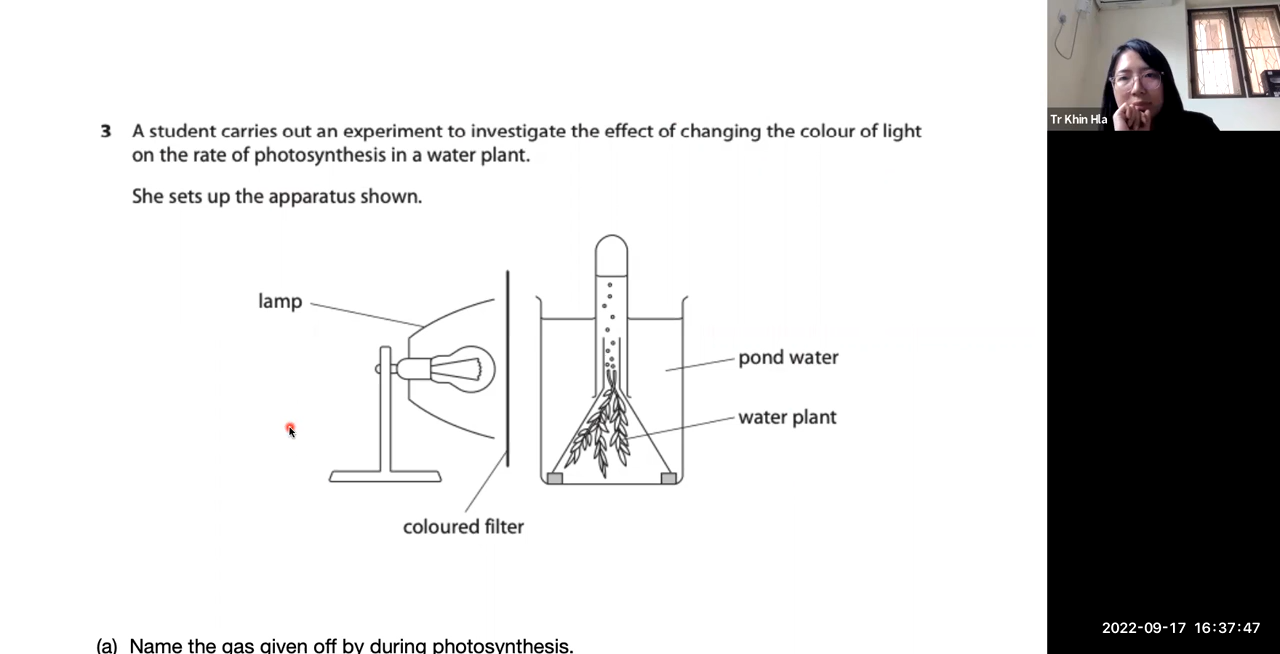 3 A student carries out an experiment to investigate the effect of changing the colour of light
on the rate of photosynthesis in a water plant.
She sets up the apparatus shown.
lamp
pond water
water plant
coloured filter
(a) Name the gas given off by during photosynthesis.
Tr Khin Hla
2022-09-17 16:37:47